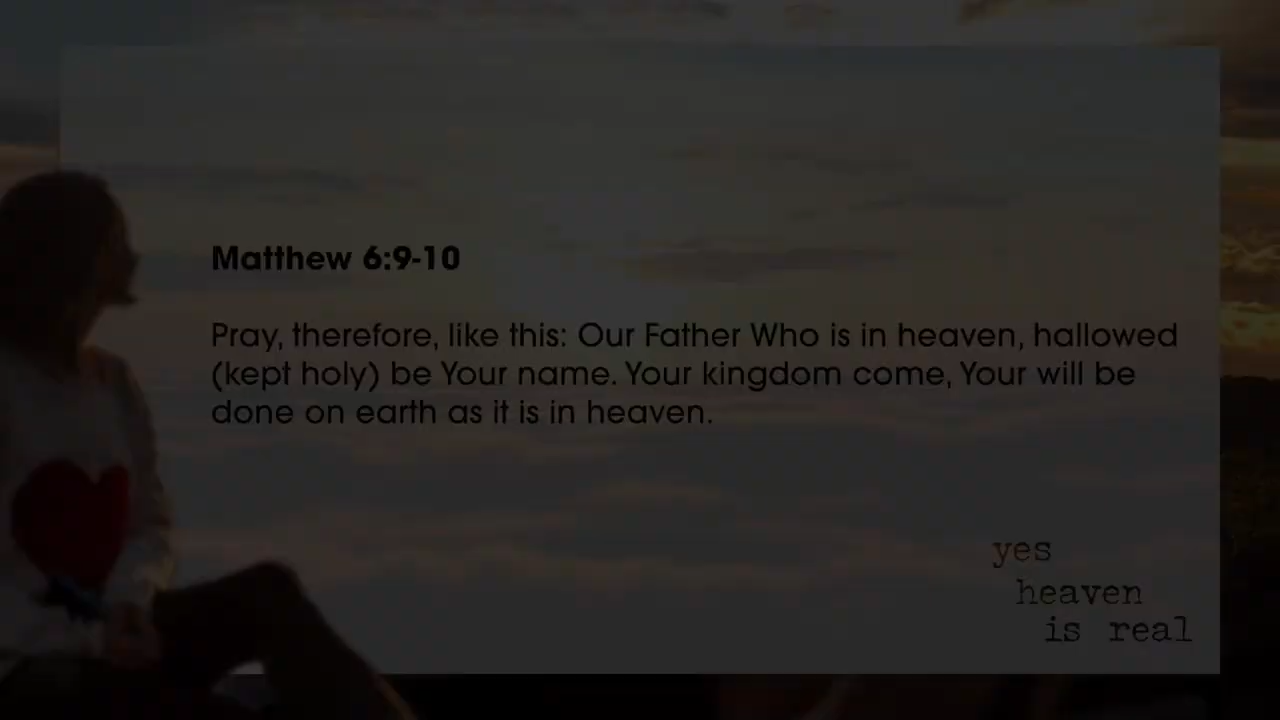 Matthew 6:9-10
Pray, therefore, like this: Our Father Who is in heaven, hallowed
(kept holy) be Your name. Your kingdom come, Your will be
done on earth as it is in heaven.
yes
heaven
is real